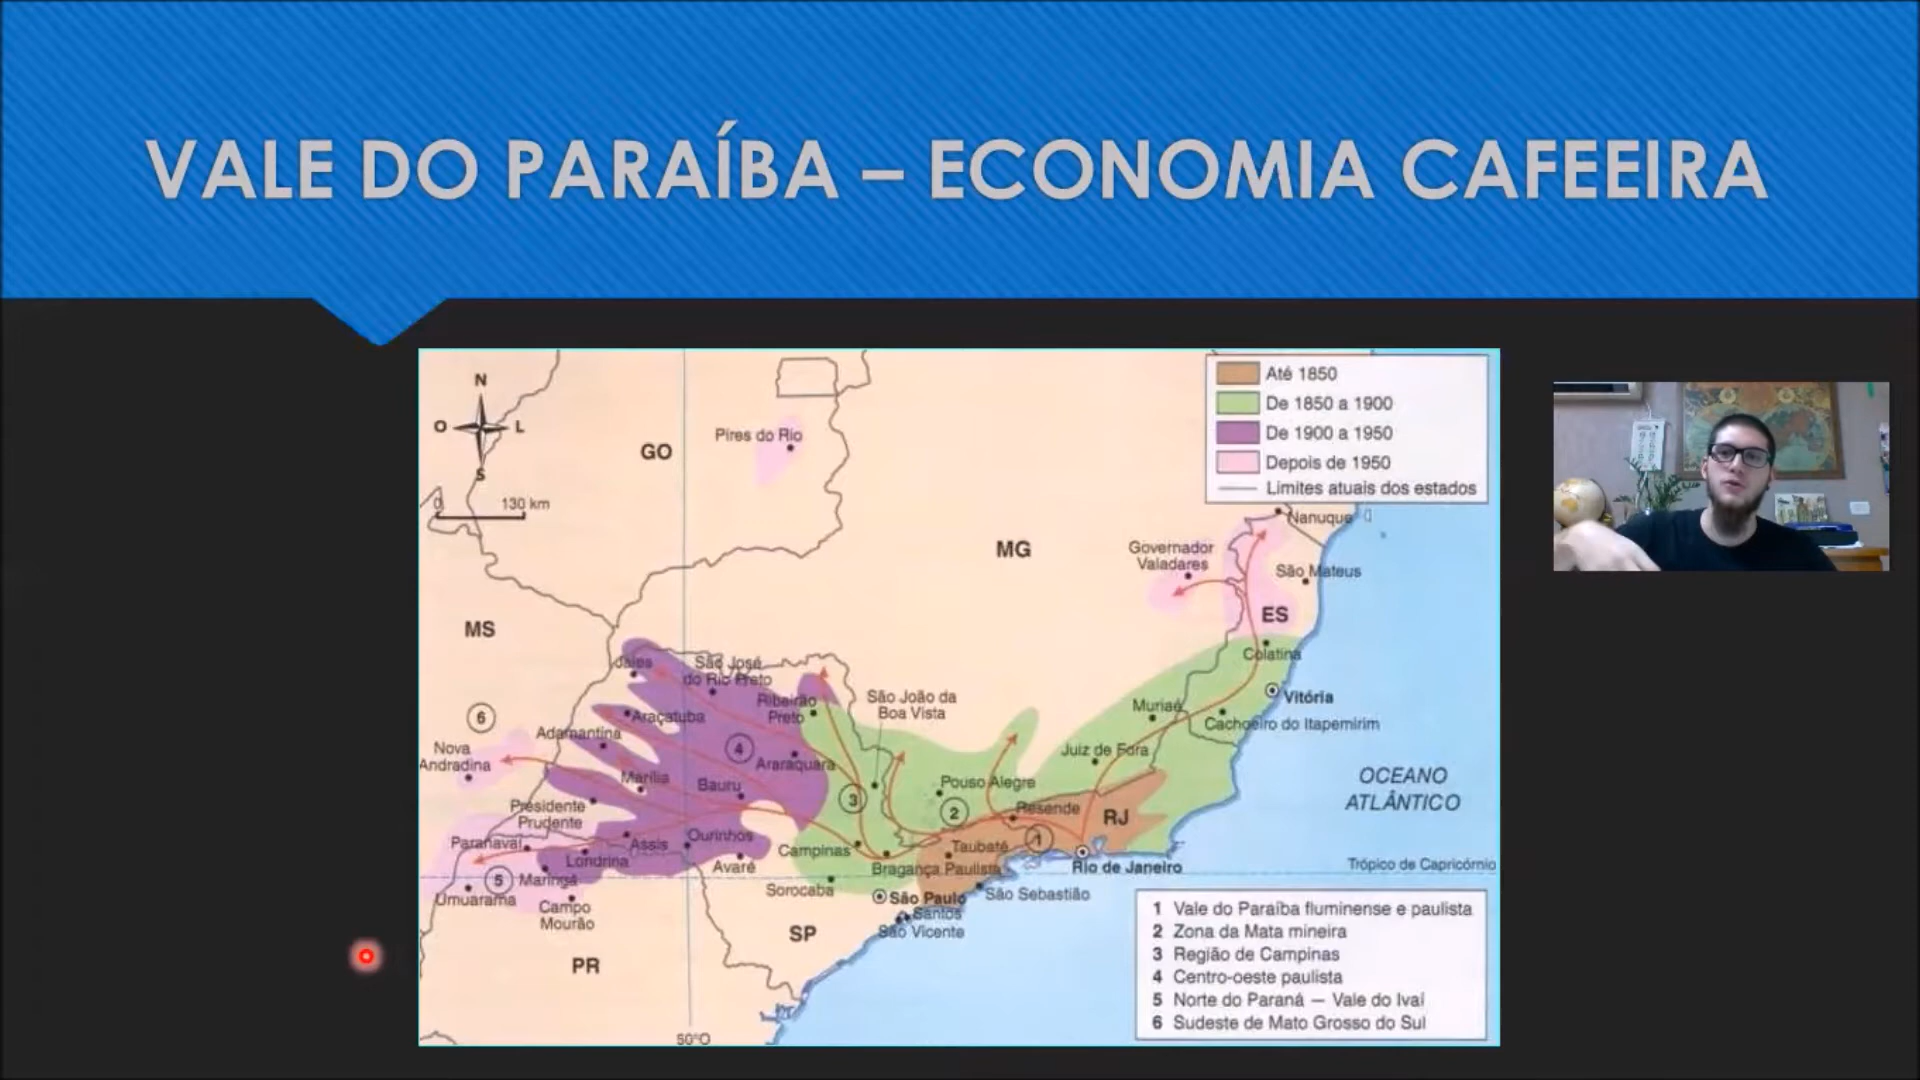 VALE DO PARAÍBA – ECONOMIA CAFEEIRA
N
O
L
S
0
130 km
Até 1850
De 1850 a 1900
De 1900 a 1950
Depois de 1950
Limites atuais dos estados
Pires do Rio
GO
MG
MS
ES
RJ
SP
PR
Nanuque
Governador
Valadares
São Mateus
Colatina
Vitória
Cachoeiro do Itapemirim
Muriaé
Juiz de Fora
Jales
São José
do Rio Preto
Ribeirão
Preto
São João da
Boa Vista
Araçatuba
Adamantina
6
4
Nova
Andradina
Araraquara
Marília
Bauru
3
Pouso Alegre
2
Resende
1
Presidente
Prudente
Paranavaí
Assis
Ourinhos
Londrina
Avaré
Campinas
Taubaté
Bragança Paulista
Rio de Janeiro
5
Maringá
Umuarama
Campo
Mourão
Sorocaba
São Paulo
Santos
São Vicente
São Sebastião
OCEANO
ATLÂNTICO
Trópico de Capricórnio
50°O
1 Vale do Paraíba fluminense e paulista
2 Zona da Mata mineira
3 Região de Campinas
4 Centro-oeste paulista
5 Norte do Paraná — Vale do Ivaí
6 Sudeste de Mato Grosso do Sul